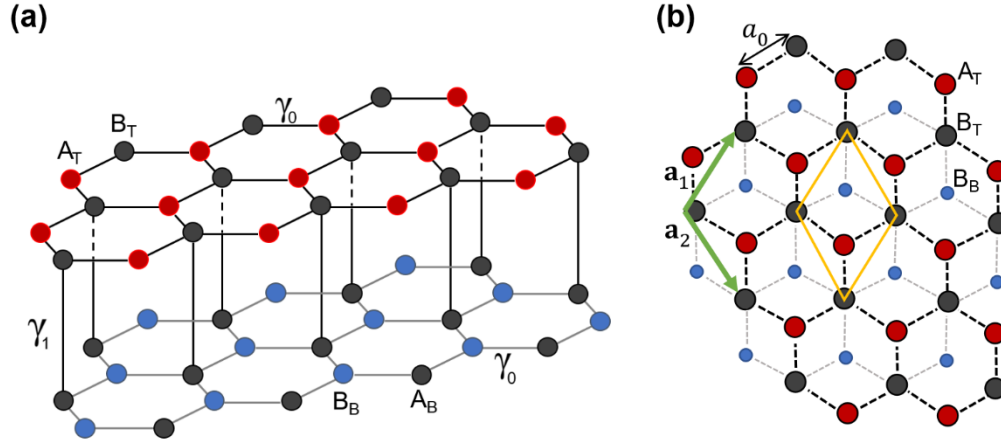 (a)
(b)
γ₀
B_T
A_T
γ₁
B_B
A_B
γ₀
a₀
A_T
B_T
B_B
a₁
a₂